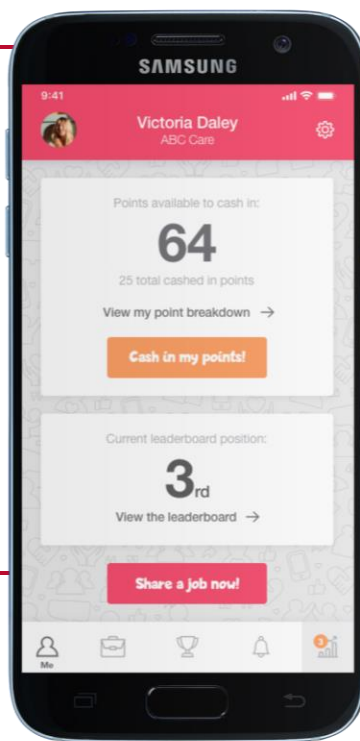 SAMSUNG
9:41
Victoria Daley
ABC Care
Points available to cash in:
64
25 total cashed in points
View my point breakdown →
Cash in my points!
Current leaderboard position:
3rd
View the leaderboard →
Share a job now!
3
Me